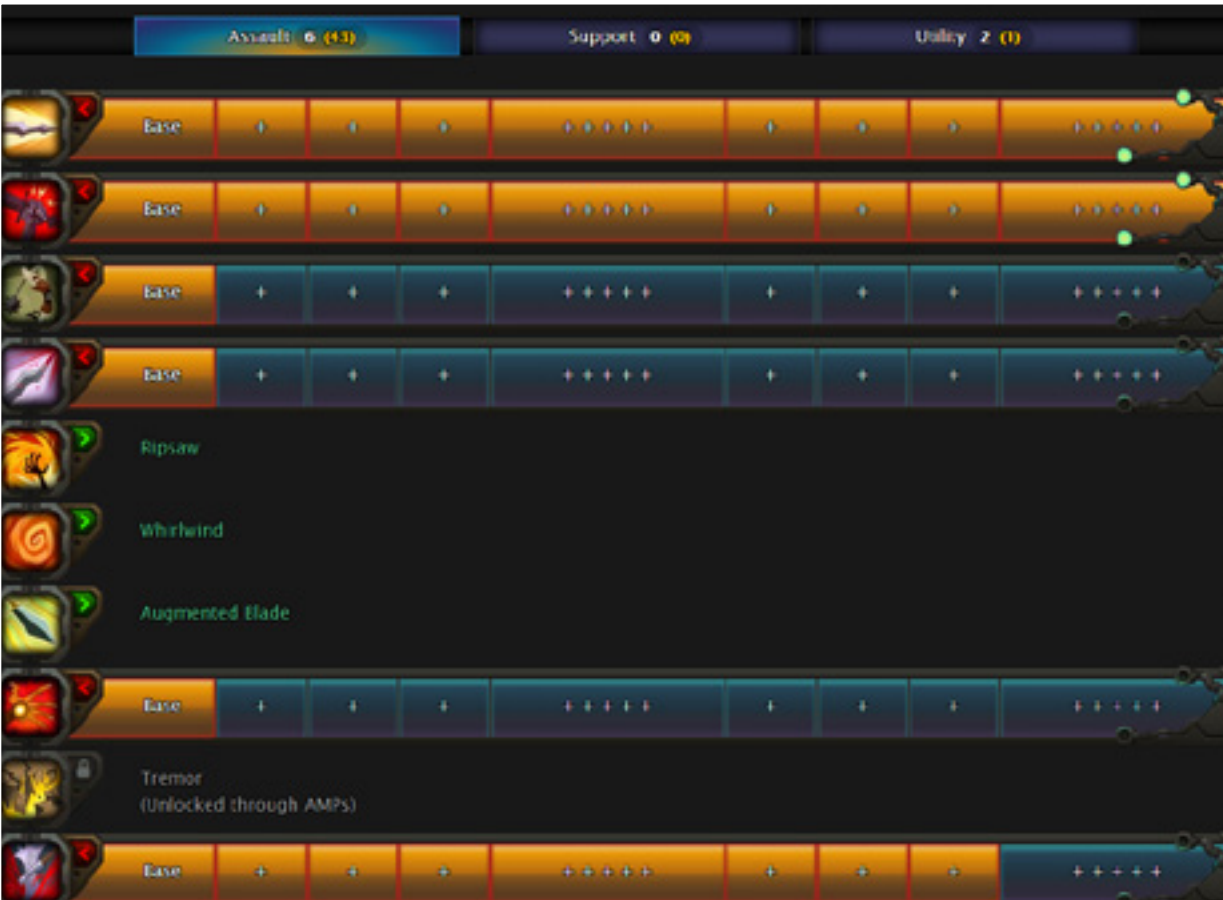 Assault 6 (43)
Support 0 (0)
Utility 2 (1)
Base + + + + + + + + + + + + + + + +
Base + + + + + + + + + + + + + + + +
Base + + + + + + + + + + + + + + + +
Base + + + + + + + + + + + + + + + +
Ripsaw
Whirlwind
Augmented Blade
Base + + + + + + + + + + + + + + + +
Tremor
(Unlocked through AMPs)
Base + + + + + + + + + + + + + + + +